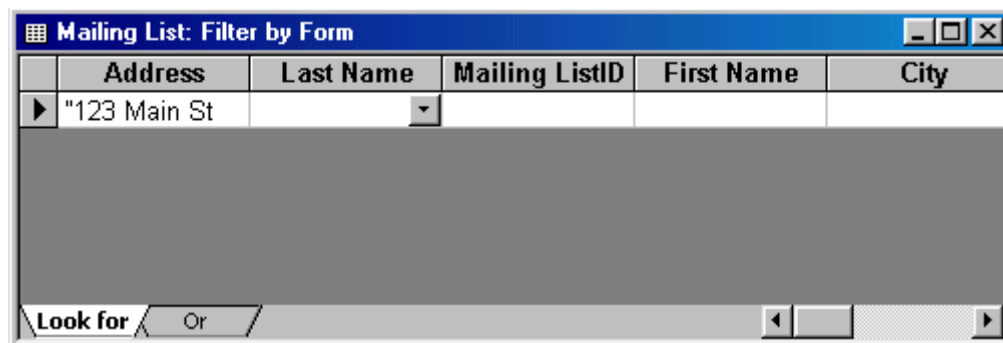 Mailing List: Filter by Form
Address Last Name Mailing ListID First Name City
"123 Main St
Look for Or